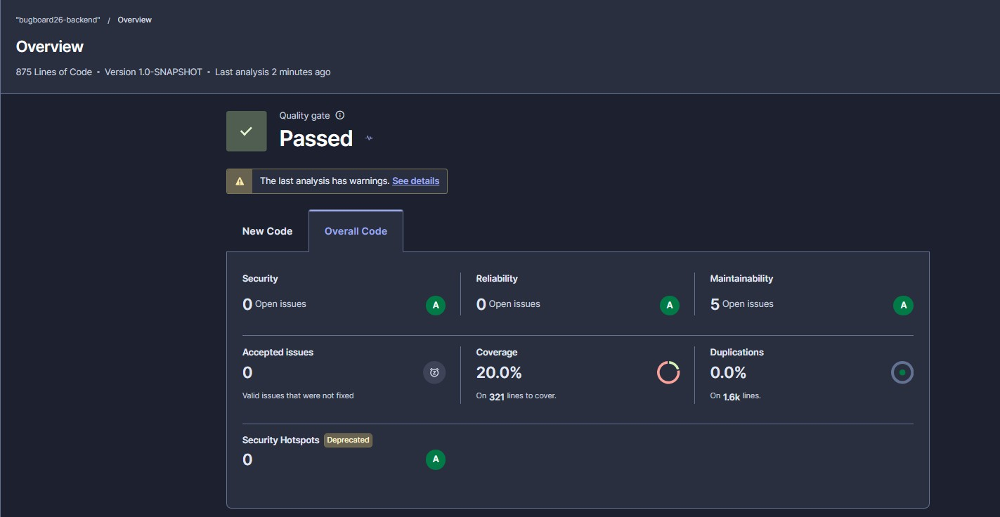 "bugboard26-backend" / Overview
Overview
875 Lines of Code • Version 1.0-SNAPSHOT • Last analysis 2 minutes ago
Quality gate
Passed
The last analysis has warnings. See details
New Code
Overall Code
Security
0 Open issues
A
Reliability
0 Open issues
A
Maintainability
5 Open issues
A
Accepted issues
0
Valid issues that were not fixed
Coverage
20.0%
On 321 lines to cover.
Duplications
0.0%
On 1.6k lines.
Security Hotspots Deprecated
0
A